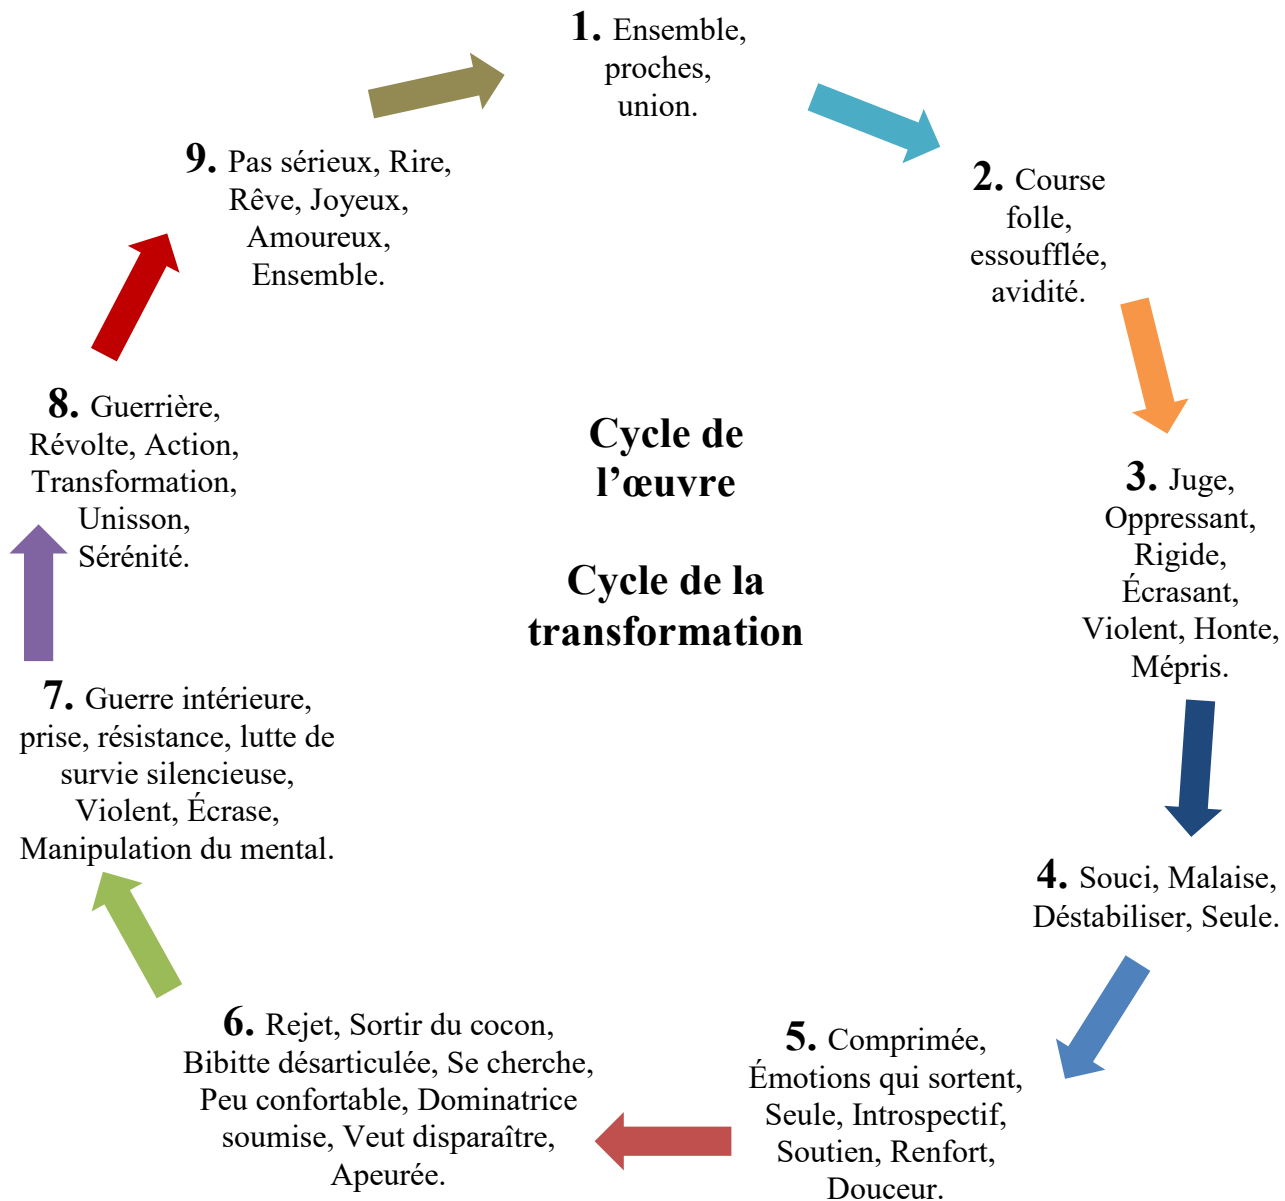 1. Ensemble,
proches,
union.
2. Course
folle,
essoufflée,
avidité.
3. Juge,
Oppressant,
Rigide,
Écrasant,
Violent, Honte,
Mépris.
4. Souci, Malaise,
Déstabiliser, Seule.
5. Comprimée,
Émotions qui sortent,
Seule, Introspectif,
Soutien, Renfort,
Douceur.
6. Rejet, Sortir du cocon,
Bibitte désarticulée, Se cherche,
Peu confortable, Dominatrice
soumise, Veut disparaître,
Apeurée.
7. Guerre intérieure,
prise, résistance, lutte de
survie silencieuse,
Violent, Écrase,
Manipulation du mental.
8. Guerrière,
Révolte, Action,
Transformation,
Unisson,
Sérénité.
9. Pas sérieux, Rire,
Rêve, Joyeux,
Amoureux,
Ensemble.
Cycle de
l’œuvre
Cycle de la
transformation